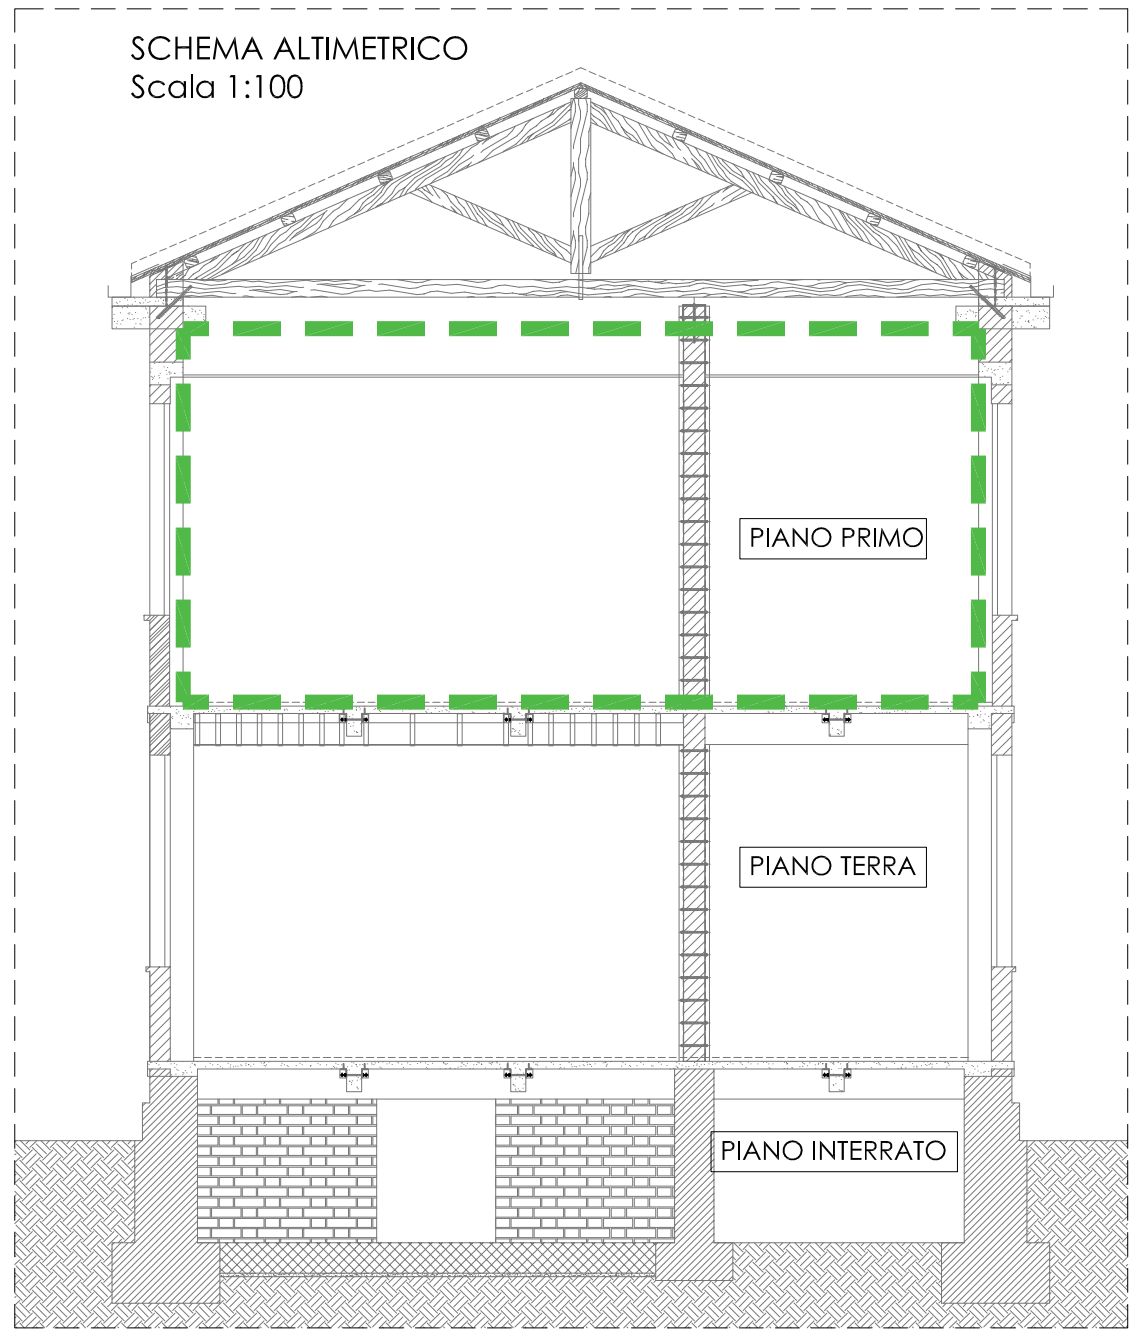 SCHEMA ALTIMETRICO
Scala 1:100
PIANO PRIMO
PIANO TERRA
PIANO INTERRATO